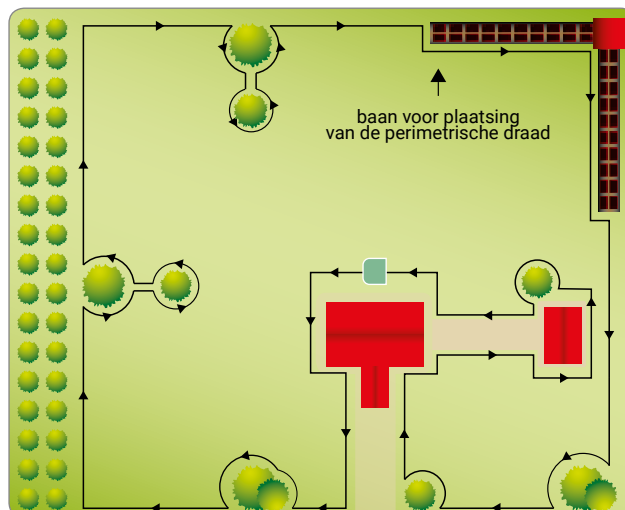 baan voor plaatsing
van de perimetrische draad